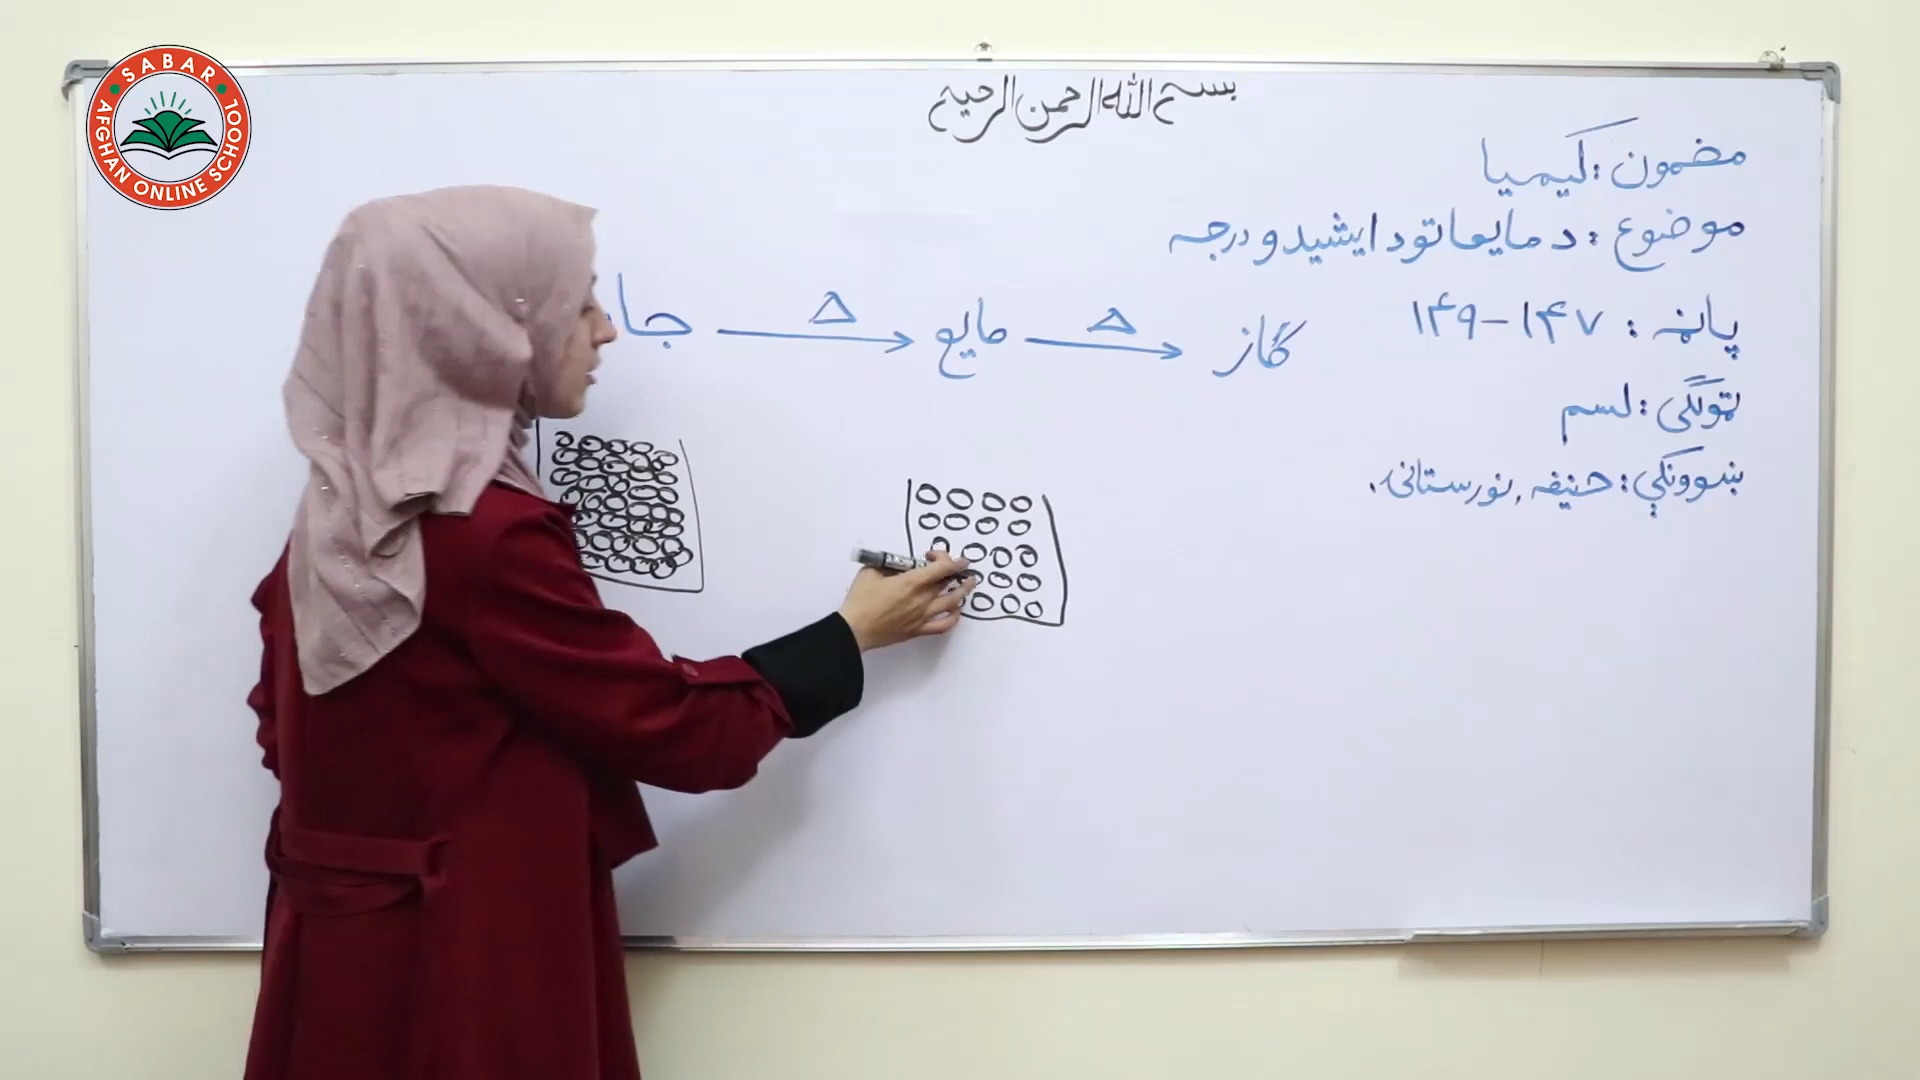 SABAR
AFGHAN ONLINE SCHOOL
بسم الله الرحمن الرحیم
مضمون : کیمیا
موضوع : د مایعاتو د ایشیدو درجه
پاڼه : ۱۴۷-۱۴۹
ټولګی : لسم
ښوونکې : حنیفه نورستانی
جا
Δ
مایع
Δ
ګاز